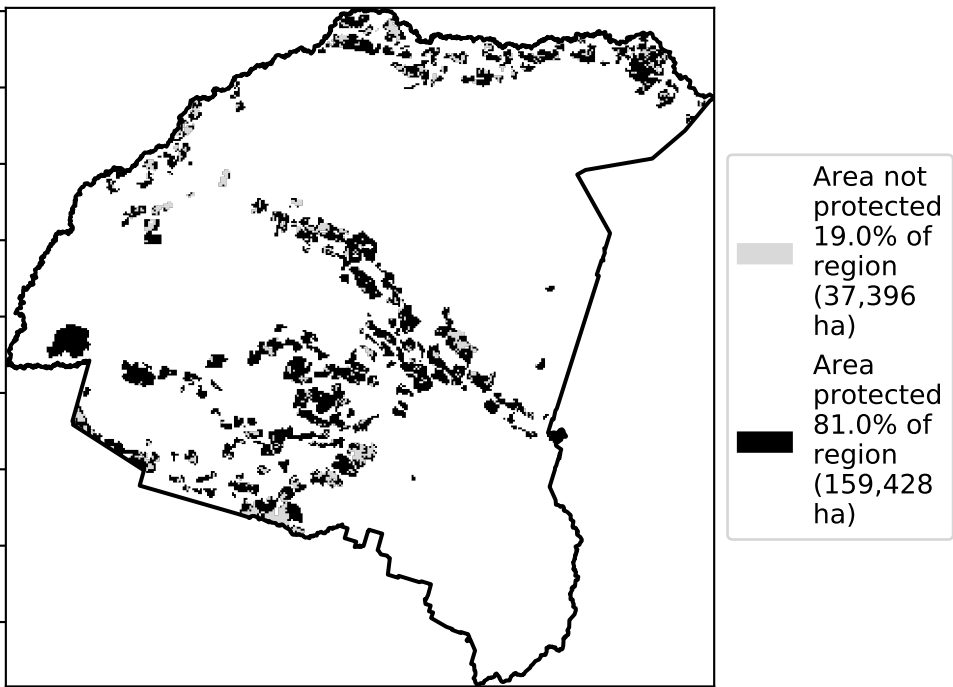 Area not
protected
19.0% of
region
(37,396
ha)
Area
protected
81.0% of
region
(159,428
ha)